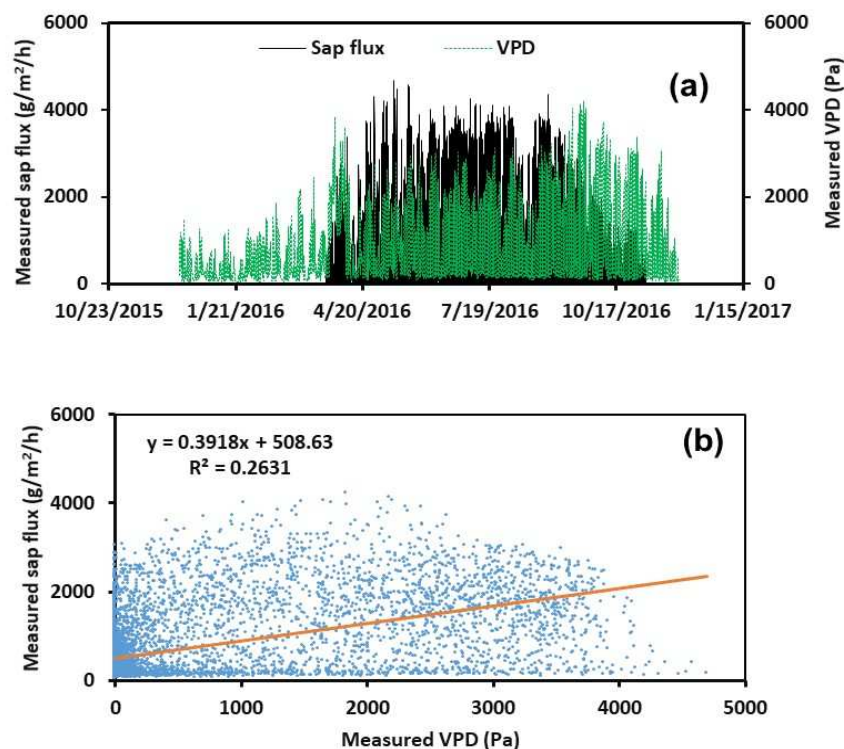 6000
4000
2000
0
Measured sap flux (g/m²/h)
Sap flux
VPD
(a)
6000
4000
2000
0
Measured VPD (Pa)
10/23/2015 1/21/2016 4/20/2016 7/19/2016 10/17/2016 1/15/2017
6000
4000
2000
0
Measured sap flux (g/m²/h)
y = 0.3918x + 508.63
R² = 0.2631
(b)
0 1000 2000 3000 4000 5000
Measured VPD (Pa)